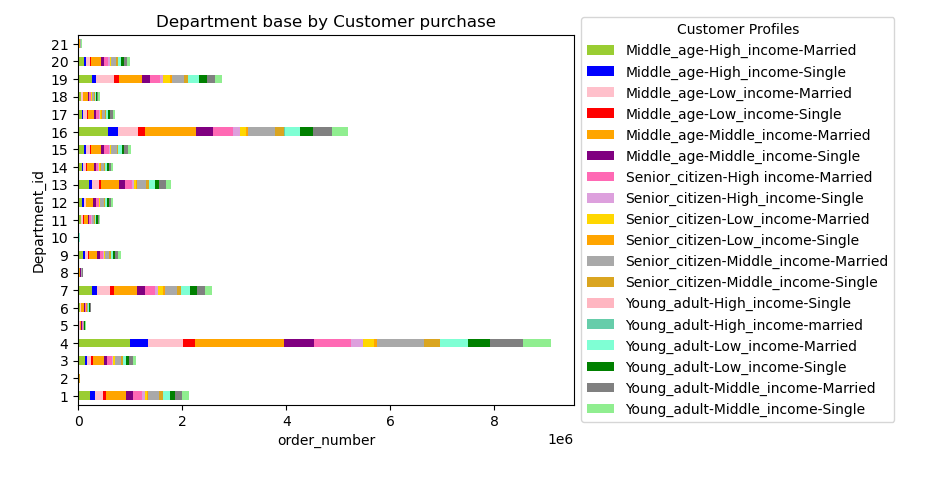 Department base by Customer purchase
Department_id
21
20
19
18
17
16
15
14
13
12
11
10
9
8
7
6
5
4
3
2
1
0
2
4
6
8
1e6
order_number
Customer Profiles
Middle_age-High_income-Married
Middle_age-High_income-Single
Middle_age-Low_income-Married
Middle_age-Low_income-Single
Middle_age-Middle_income-Married
Middle_age-Middle_income-Single
Senior_citizen-High income-Married
Senior_citizen-High_income-Single
Senior_citizen-Low_income-Married
Senior_citizen-Low_income-Single
Senior_citizen-Middle_income-Married
Senior_citizen-Middle_income-Single
Young_adult-High_income-Single
Young_adult-High_income-married
Young_adult-Low_income-Married
Young_adult-Low_income-Single
Young_adult-Middle_income-Married
Young_adult-Middle_income-Single